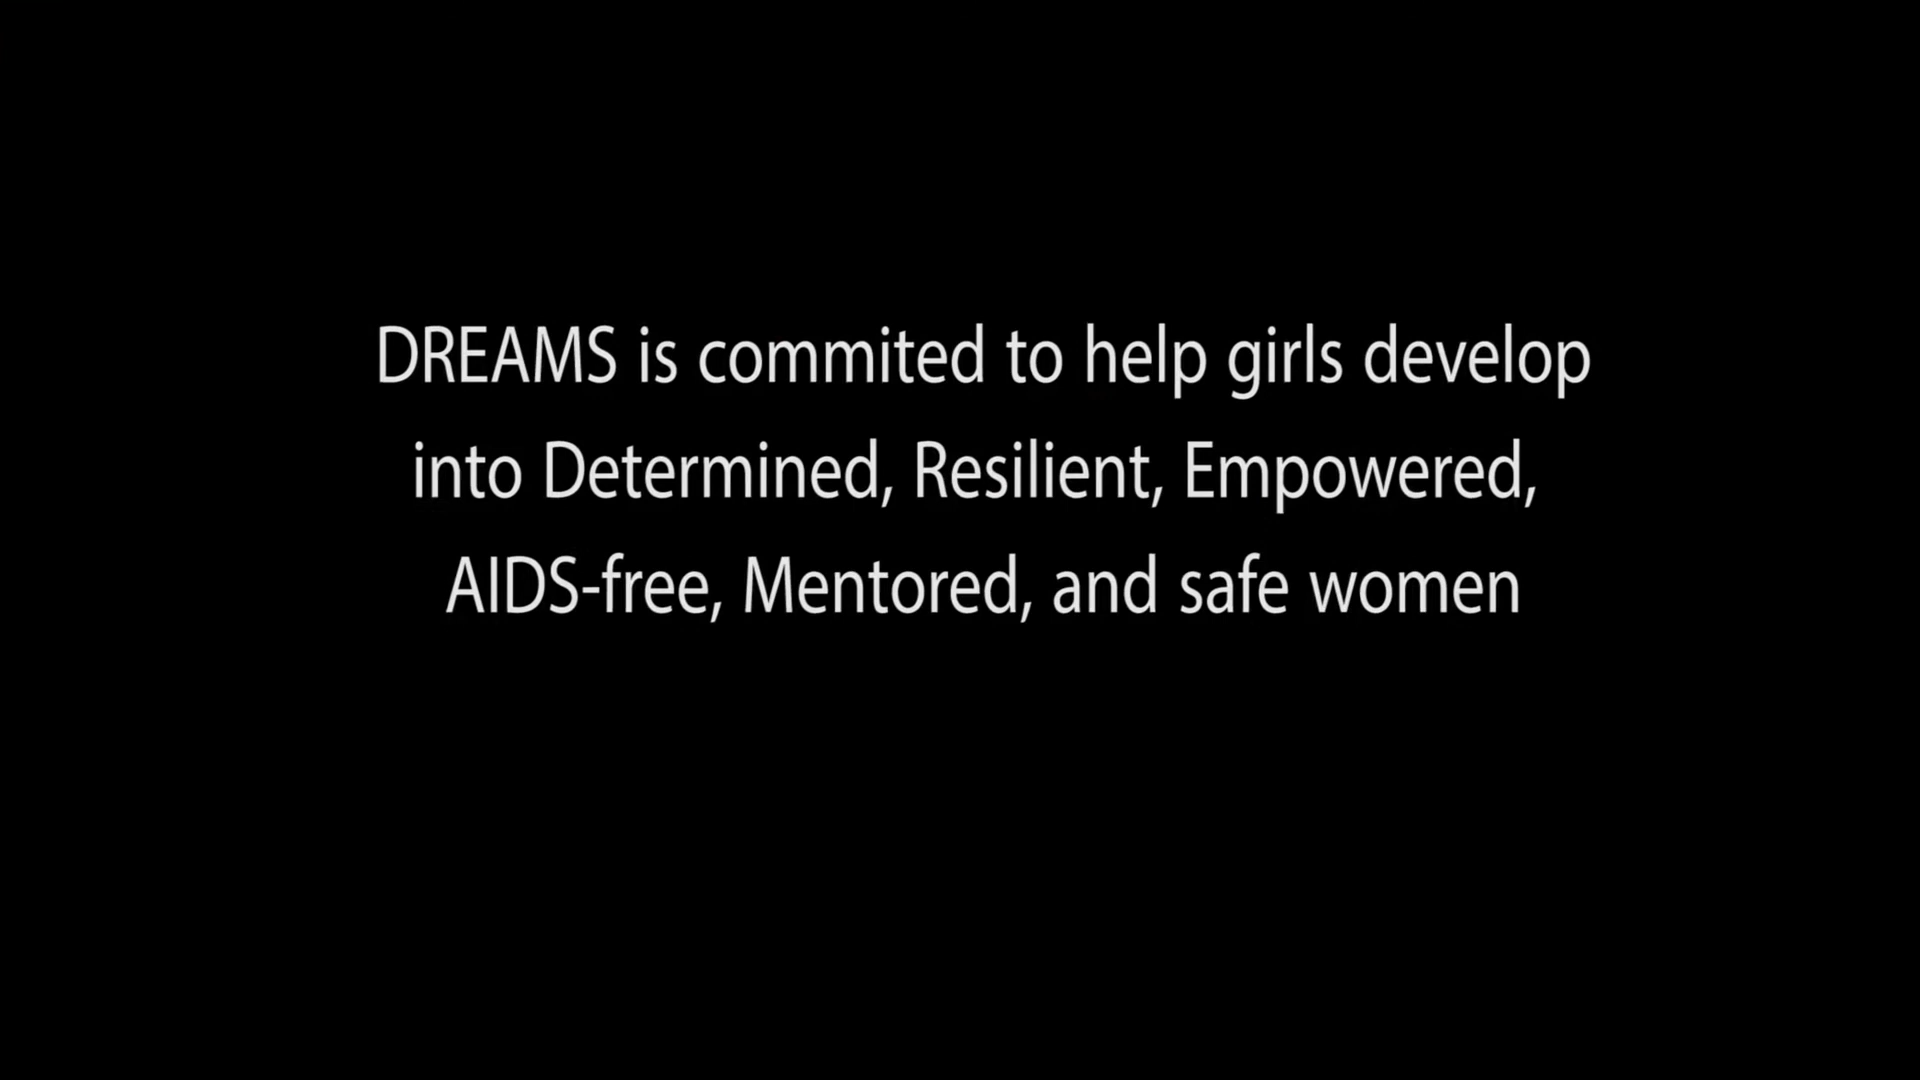 DREAMS is commited to help girls develop
into Determined, Resilient, Empowered,
AIDS-free, Mentored, and safe women